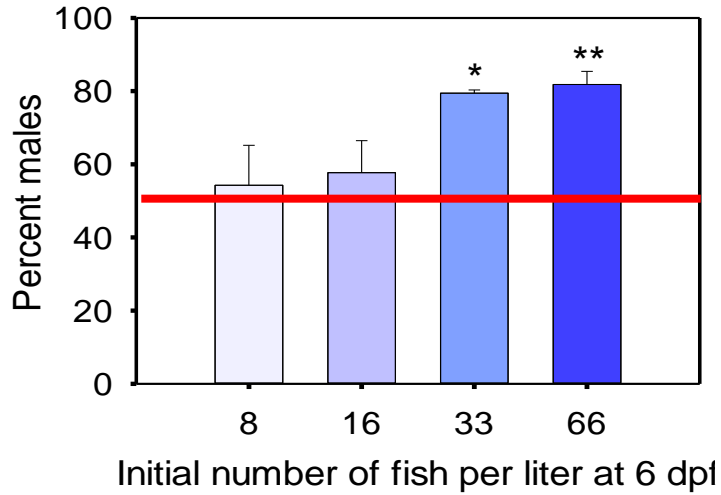 Percent males
100
80
60
40
20
0
*
**
8 16 33 66
Initial number of fish per liter at 6 dpf